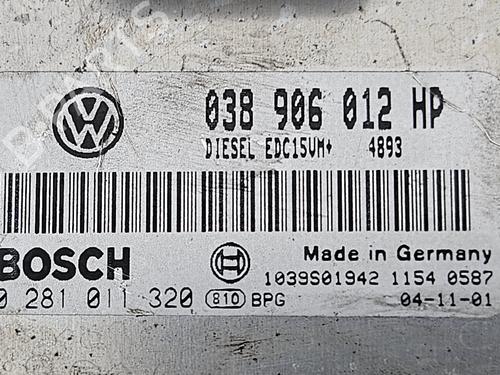 038 906 012 HP
DIESEL EDC15VM+ 4893
BOSCH
Made in Germany
1039S01942 1154 0587
0 281 011 320 810 BPG 04-11-01